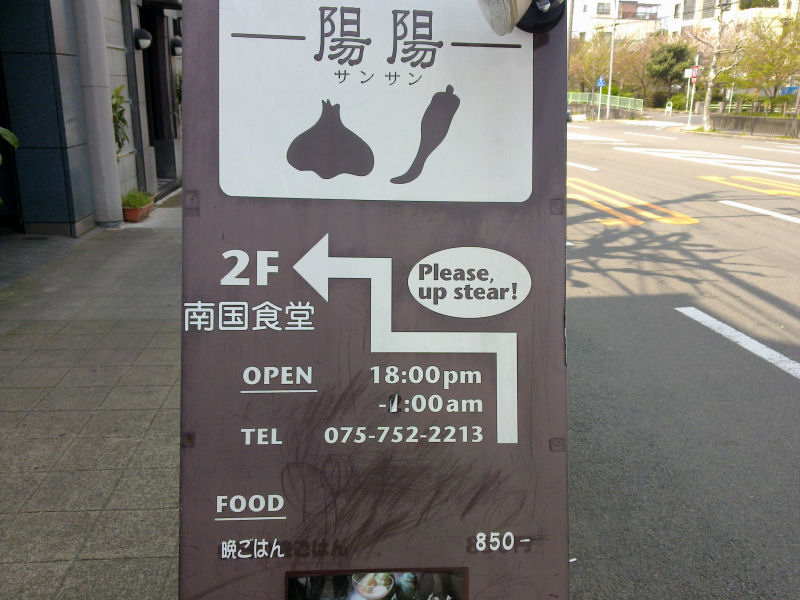 陽陽
サンサン
2F
Please,
up stear!
南国食堂
OPEN 18:00pm
-1:00am
TEL 075-752-2213
FOOD
晩ごはん 850-